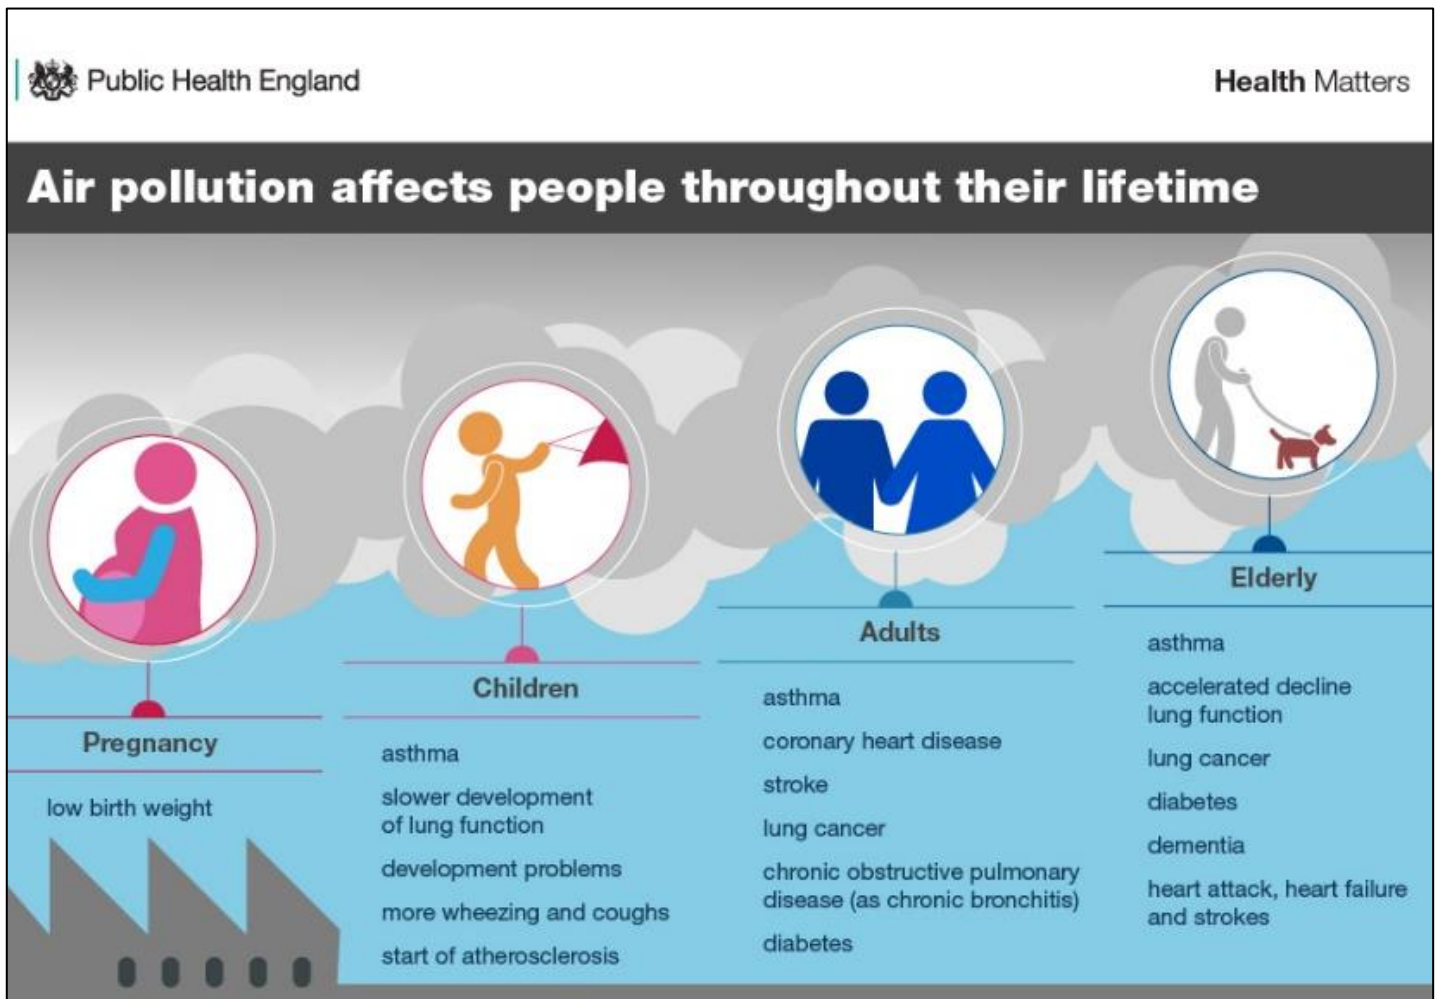 Public Health England
Health Matters
Air pollution affects people throughout their lifetime
Pregnancy
low birth weight
Children
asthma
slower development
of lung function
development problems
more wheezing and coughs
start of atherosclerosis
Adults
asthma
coronary heart disease
stroke
lung cancer
chronic obstructive pulmonary
disease (as chronic bronchitis)
diabetes
Elderly
asthma
accelerated decline
lung function
lung cancer
diabetes
dementia
heart attack, heart failure
and strokes